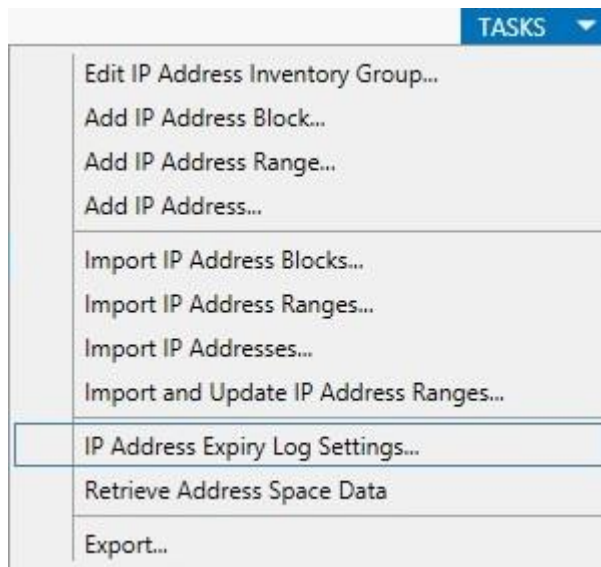 TASKS
Edit IP Address Inventory Group...
Add IP Address Block...
Add IP Address Range...
Add IP Address...
Import IP Address Blocks...
Import IP Address Ranges...
Import IP Addresses...
Import and Update IP Address Ranges...
IP Address Expiry Log Settings...
Retrieve Address Space Data
Export...